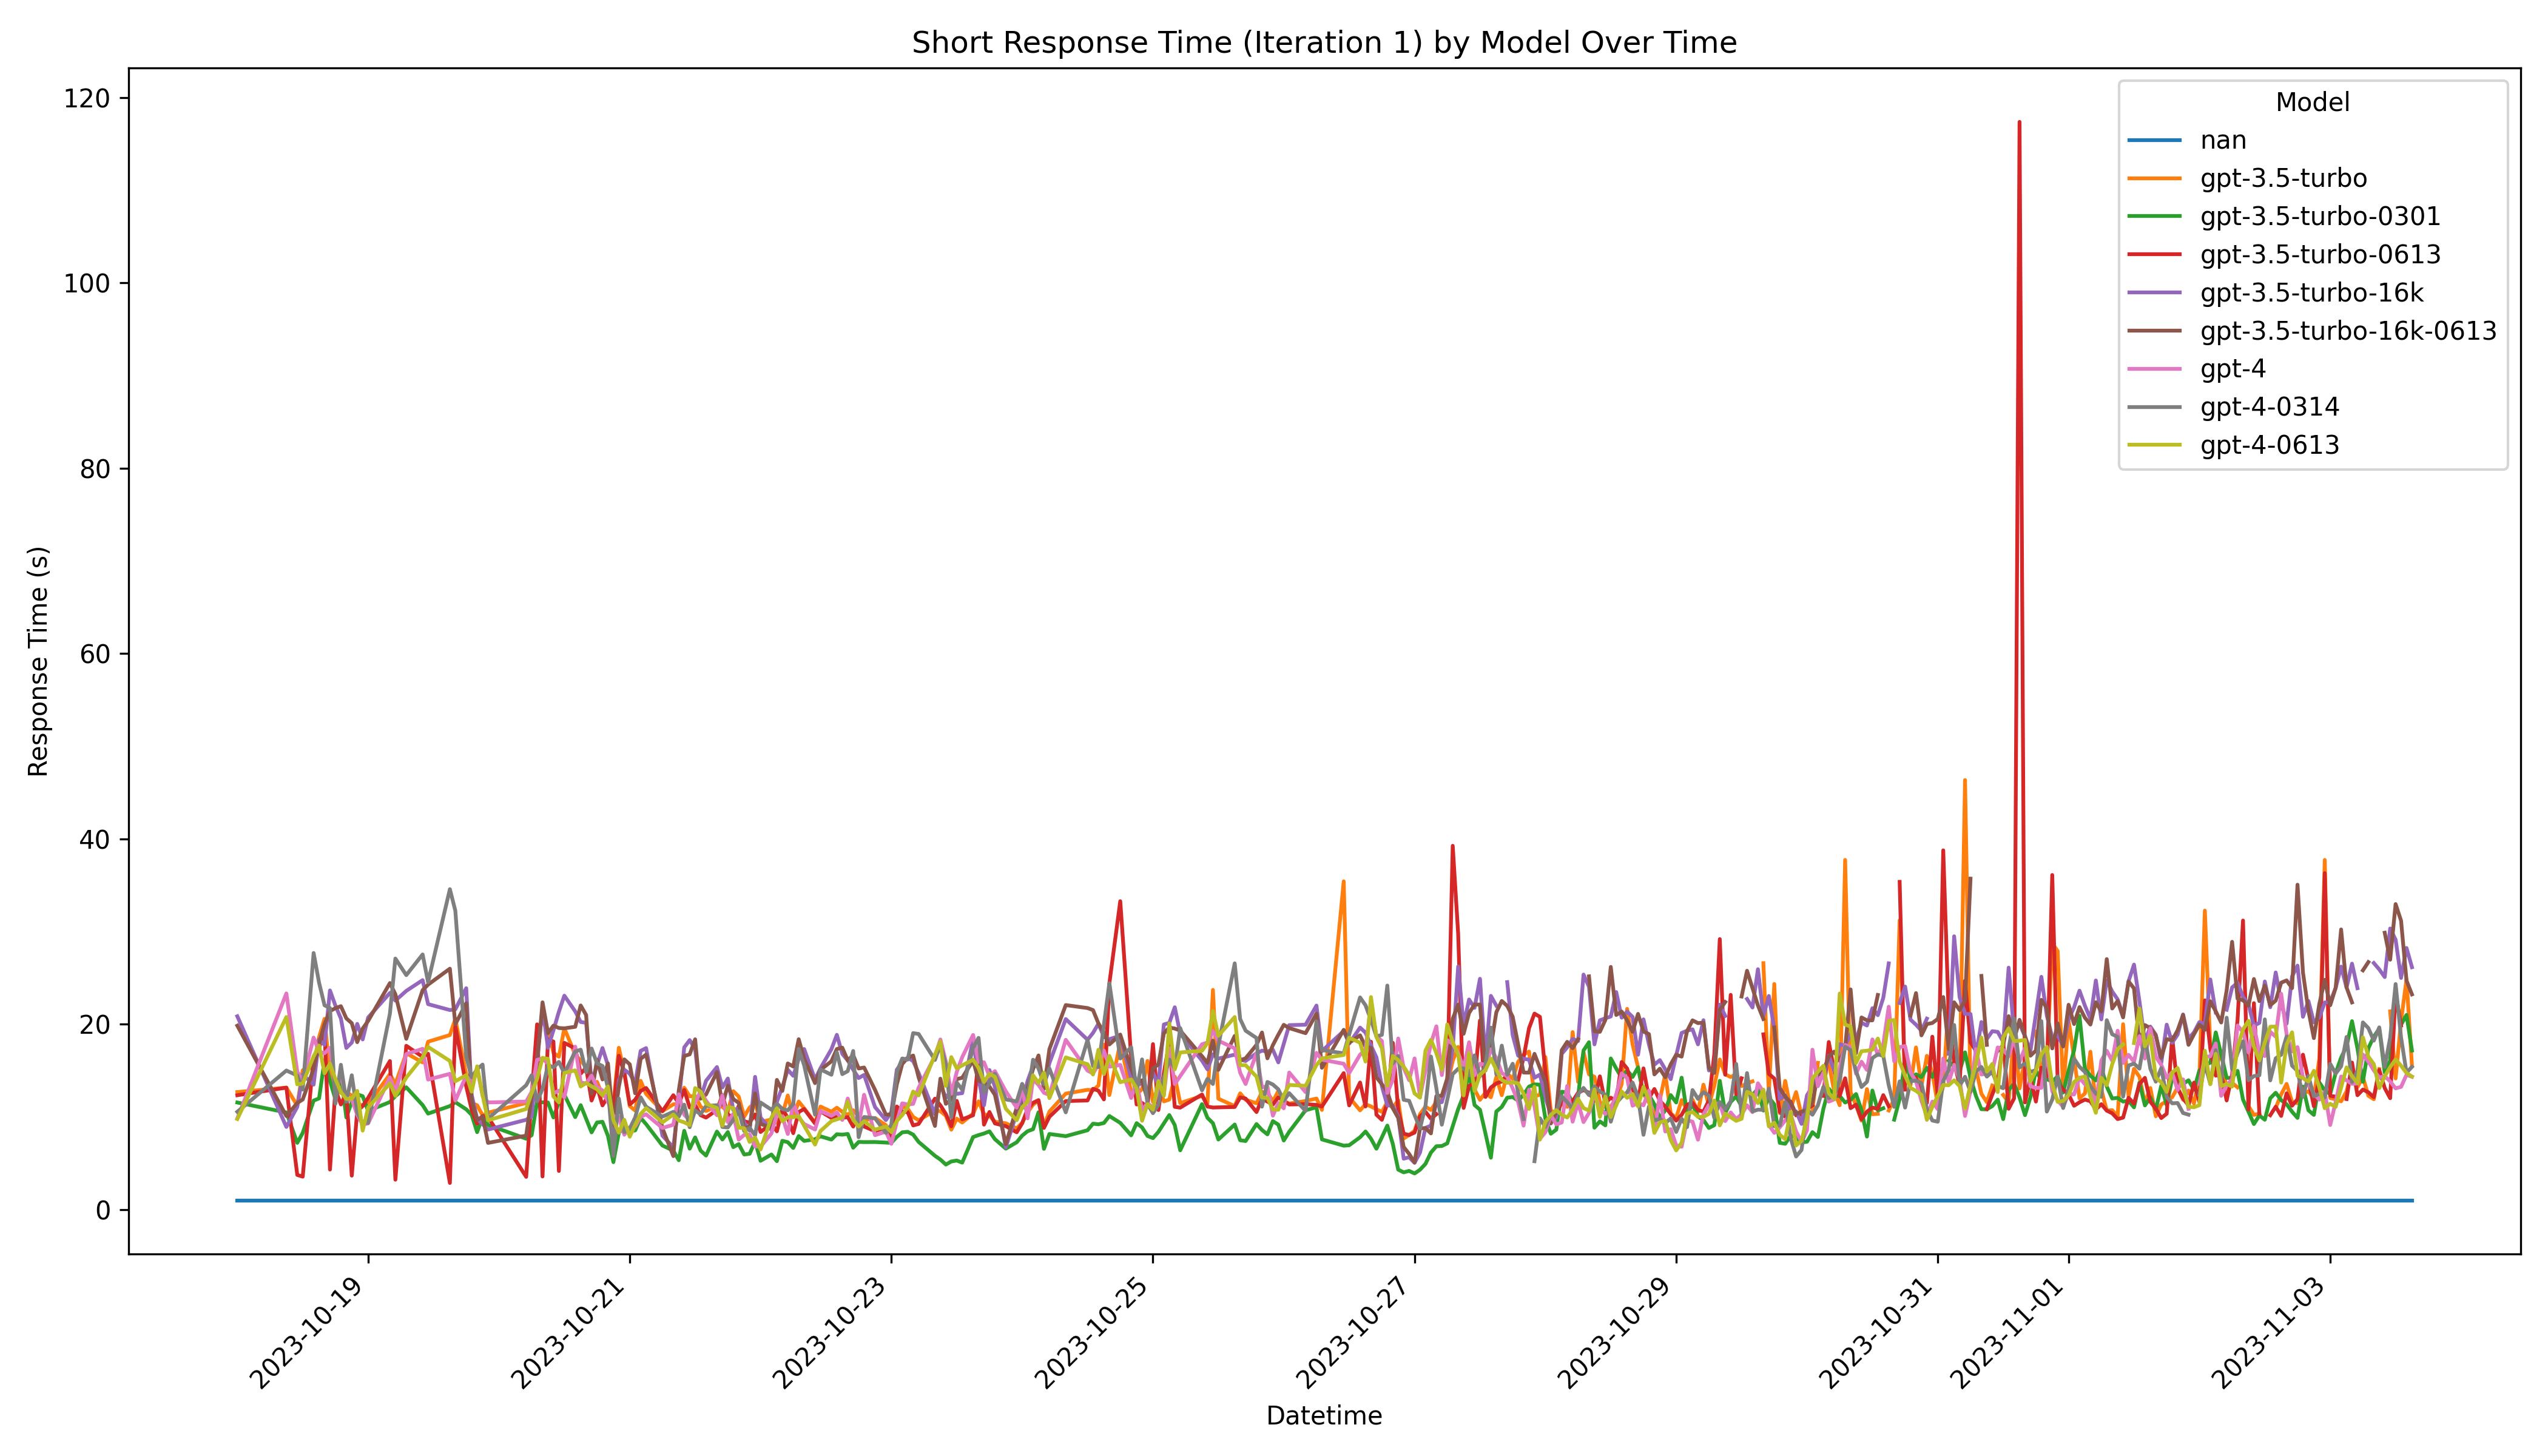 Short Response Time (Iteration 1) by Model Over Time
Model
nan
gpt-3.5-turbo
gpt-3.5-turbo-0301
gpt-3.5-turbo-0613
gpt-3.5-turbo-16k
gpt-3.5-turbo-16k-0613
gpt-4
gpt-4-0314
gpt-4-0613
Response Time (s)
120
100
80
60
40
20
0
2023-10-19
2023-10-21
2023-10-23
2023-10-25
2023-10-27
2023-10-29
2023-10-31
2023-11-01
2023-11-03
Datetime